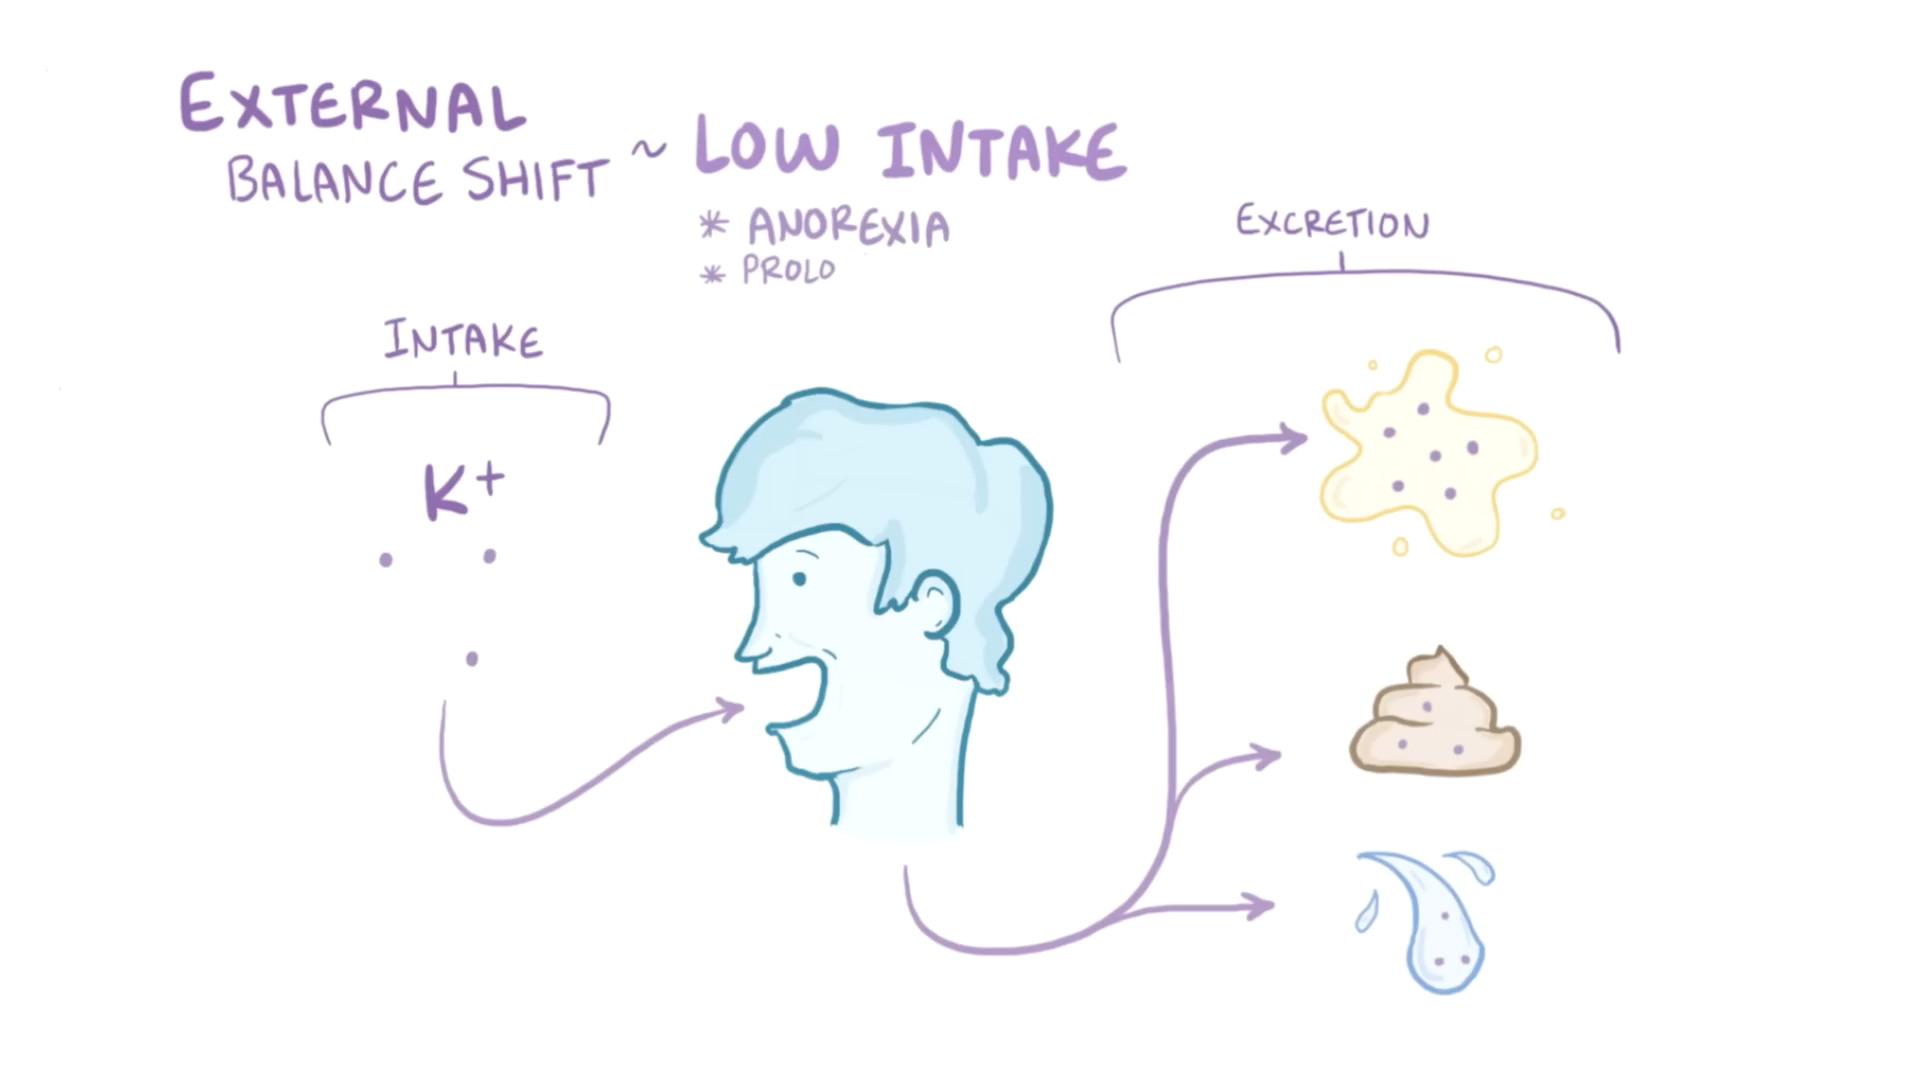 EXTERNAL
BALANCE SHIFT ~ LOW INTAKE
* ANOREXIA
* PROLO
EXCRETION
INTAKE
K+